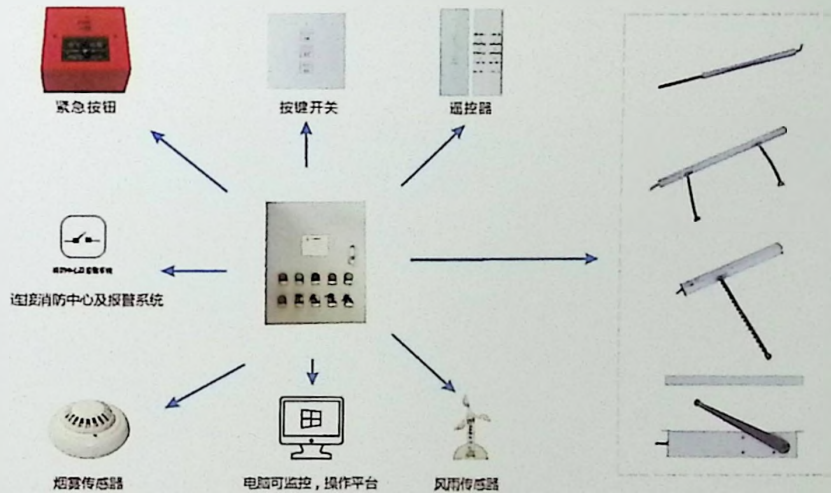 紧急按钮
按键开关
遥控器
连接消防中心及报警系统
烟雾传感器
电脑可监控，操作平台
风雨传感器